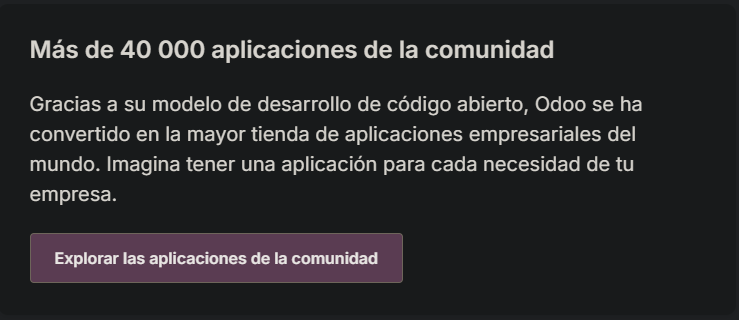 Más de 40 000 aplicaciones de la comunidad
Gracias a su modelo de desarrollo de código abierto, Odoo se ha
convertido en la mayor tienda de aplicaciones empresariales del
mundo. Imagina tener una aplicación para cada necesidad de tu
empresa.
Explorar las aplicaciones de la comunidad